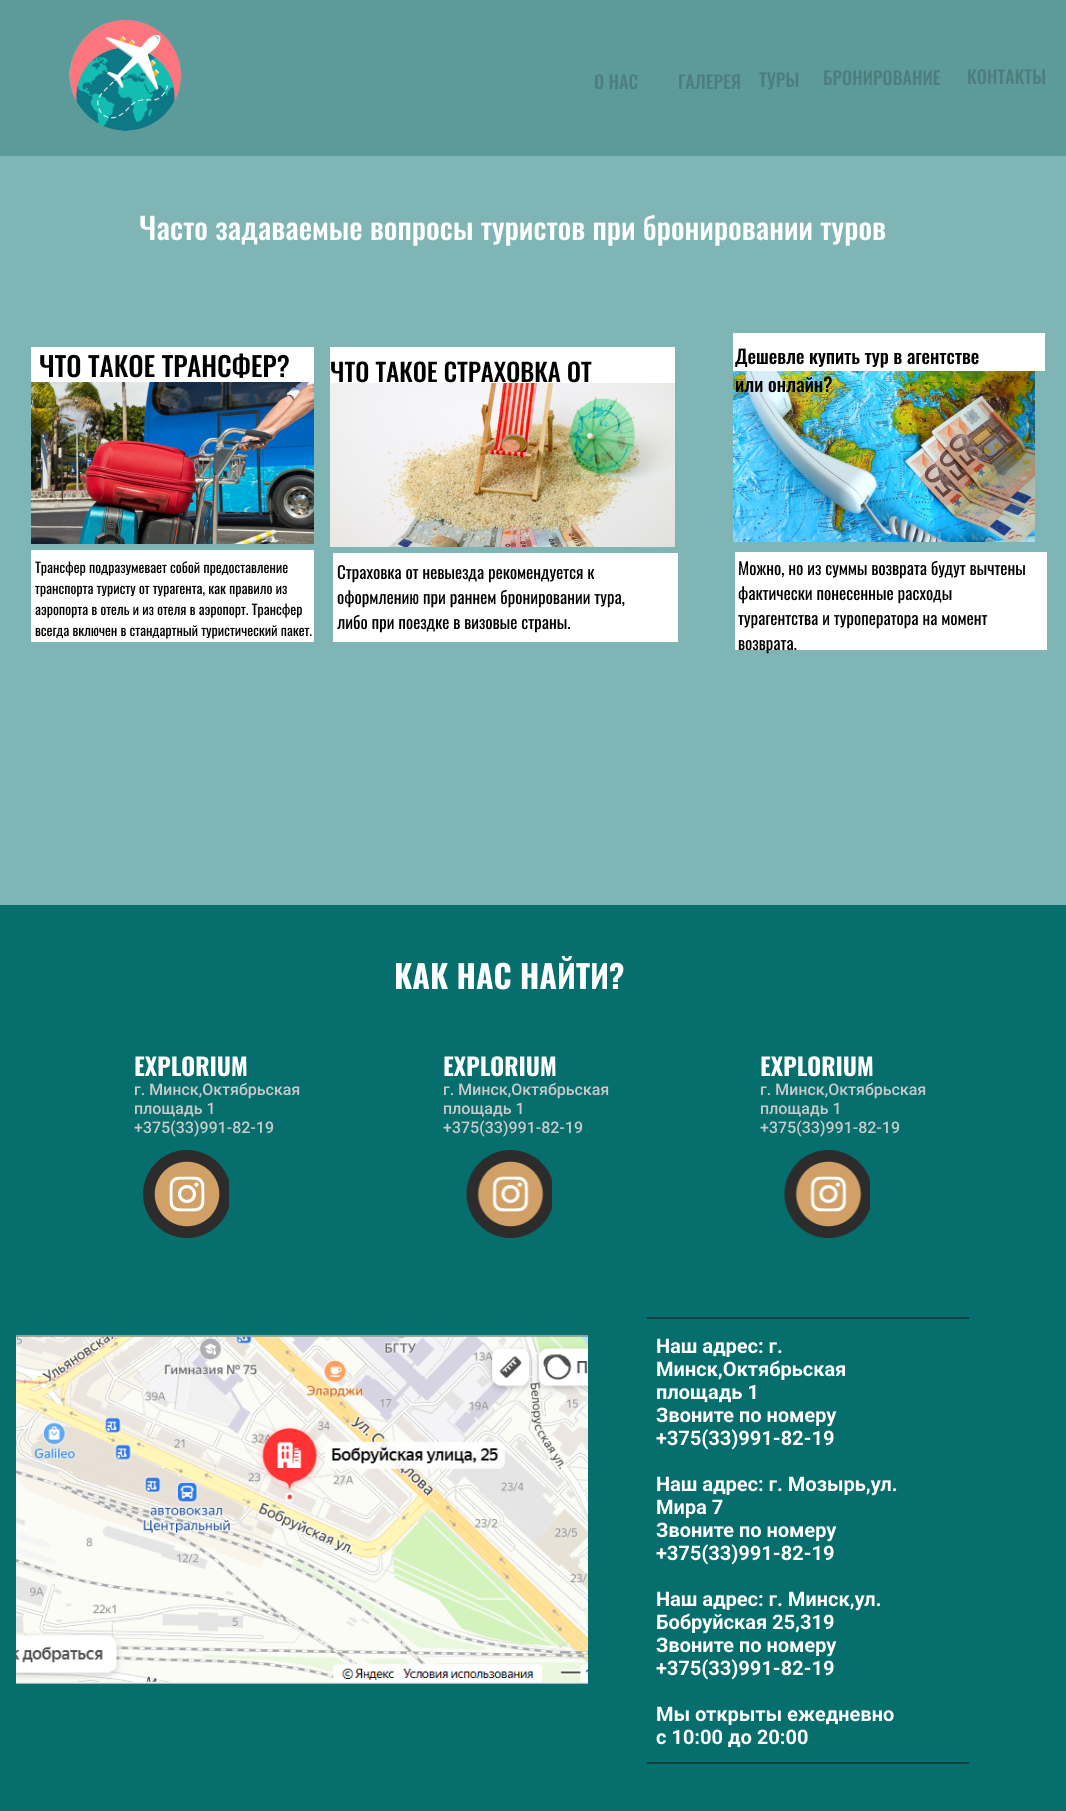 О НАС
ГАЛЕРЕЯ
ТУРЫ
БРОНИРОВАНИЕ
КОНТАКТЫ
Часто задаваемые вопросы туристов при бронировании туров
ЧТО ТАКОЕ ТРАНСФЕР?
Трансфер подразумевает собой предоставление
транспорта туристу от турагента, как правило из
аэропорта в отель и из отеля в аэропорт. Трансфер
всегда включен в стандартный туристический пакет.
ЧТО ТАКОЕ СТРАХОВКА ОТ
Страховка от невыезда рекомендуется к
оформлению при раннем бронировании тура,
либо при поездке в визовые страны.
Дешевле купить тур в агентстве
или онлайн?
50
50
Можно, но из суммы возврата будут вычтены
фактически понесенные расходы
турагентства и туроператора на момент
возврата.
КАК НАС НАЙТИ?
EXPLORIUM
г. Минск,Октябрьская
площадь 1
+375(33)991-82-19
EXPLORIUM
г. Минск,Октябрьская
площадь 1
+375(33)991-82-19
EXPLORIUM
г. Минск,Октябрьская
площадь 1
+375(33)991-82-19
Ульяновская
Гимназия № 75
БГТУ
13А
П
Эларджи
39А
17
19А
15
Белорусская ул.
Galileo
21
34
32А
ул. С
длова
Бобруйская улица, 25
23
27А
23/4
автовокзал
Центральный
Бобруйская ул.
23/2
23/5
8
12/2
23/
9А
22к1
5
к добраться
© Яндекс Условия использования
Наш адрес: г.
Минск,Октябрьская
площадь 1
Звоните по номеру
+375(33)991-82-19
Наш адрес: г. Мозырь,ул.
Мира 7
Звоните по номеру
+375(33)991-82-19
Наш адрес: г. Минск,ул.
Бобруйская 25,319
Звоните по номеру
+375(33)991-82-19
Мы открыты ежедневно
с 10:00 до 20:00